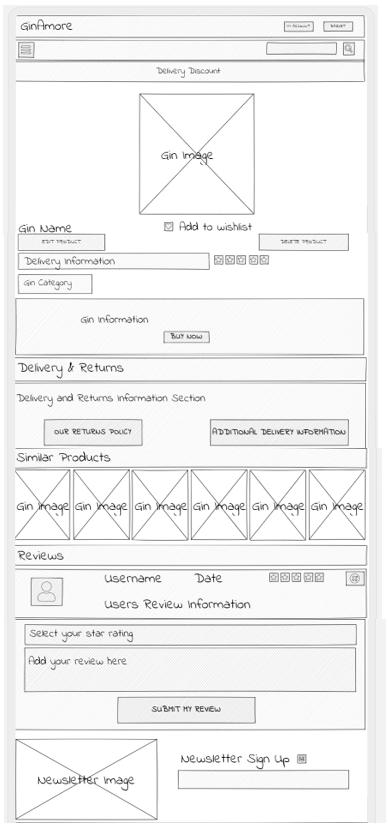 GinAmore
MY ACCOUNT
BASKET
Delivery Discount
Gin Image
Add to wishlist
Gin Name
EDIT PRODUCT
DELETE PRODUCT
Delivery Information
Gin Category
Gin Information
BUY NOW
Delivery & Returns
Delivery and Returns Information Section
OUR RETURNS POLICY
ADDITIONAL DELIVERY INFORMATION
Similar Products
Gin Image Gin Image Gin Image Gin Image Gin Image Gin Image
Reviews
Username Date
Users Review Information
Select your star rating
Add your review here
SUBMIT MY REVIEW
Newsletter Sign Up
Newsletter Image